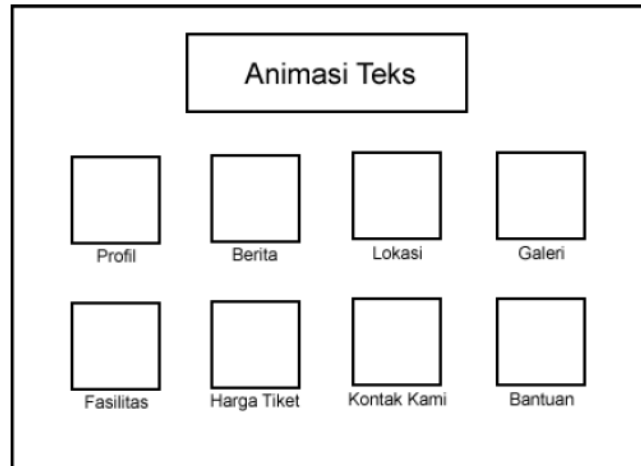 Animasi Teks
Profil Berita Lokasi Galeri
Fasilitas Harga Tiket Kontak Kami Bantuan